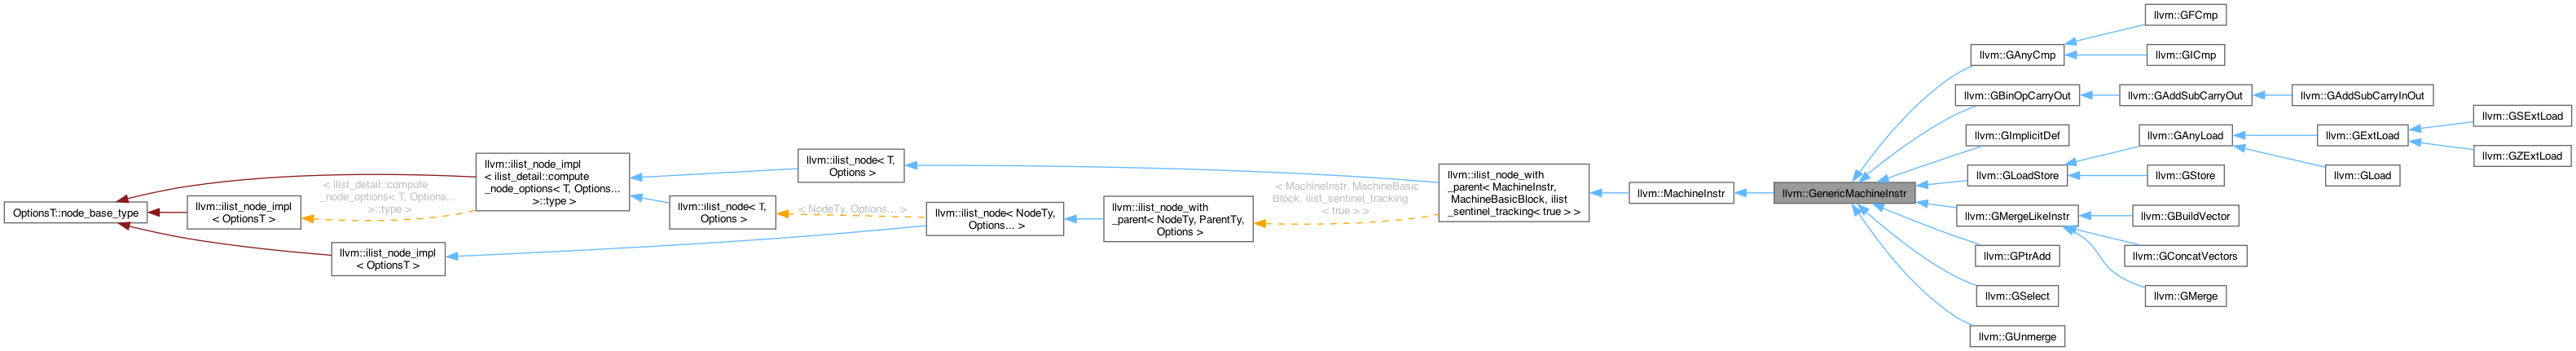 OptionsT::node_base_type
llvm::ilist_node_impl
< OptionsT >
llvm::ilist_node_impl
< OptionsT >
< ilist_detail::compute
_node_options< T, Options...
>::type >
llvm::ilist_node_impl
< ilist_detail::compute
_node_options< T, Options...
>::type >
llvm::ilist_node< T,
Options >
llvm::ilist_node< T,
Options >
< NodeTy, Options... >
llvm::ilist_node< NodeTy,
Options... >
llvm::ilist_node_with
_parent< NodeTy, ParentTy,
Options >
< MachineInstr, MachineBasic
Block, ilist_sentinel_tracking
< true > >
llvm::ilist_node_with
_parent< MachineInstr,
MachineBasicBlock, ilist
_sentinel_tracking< true > >
llvm::MachineInstr
llvm::GenericMachineInstr
llvm::GAnyCmp
llvm::GFCmp
llvm::GICmp
llvm::GBinOpCarryOut
llvm::GAddSubCarryOut
llvm::GAddSubCarryInOut
llvm::GImplicitDef
llvm::GLoadStore
llvm::GAnyLoad
llvm::GExtLoad
llvm::GSExtLoad
llvm::GZExtLoad
llvm::GLoad
llvm::GStore
llvm::GMergeLikeInstr
llvm::GBuildVector
llvm::GConcatVectors
llvm::GMerge
llvm::GPtrAdd
llvm::GSelect
llvm::GUnmerge